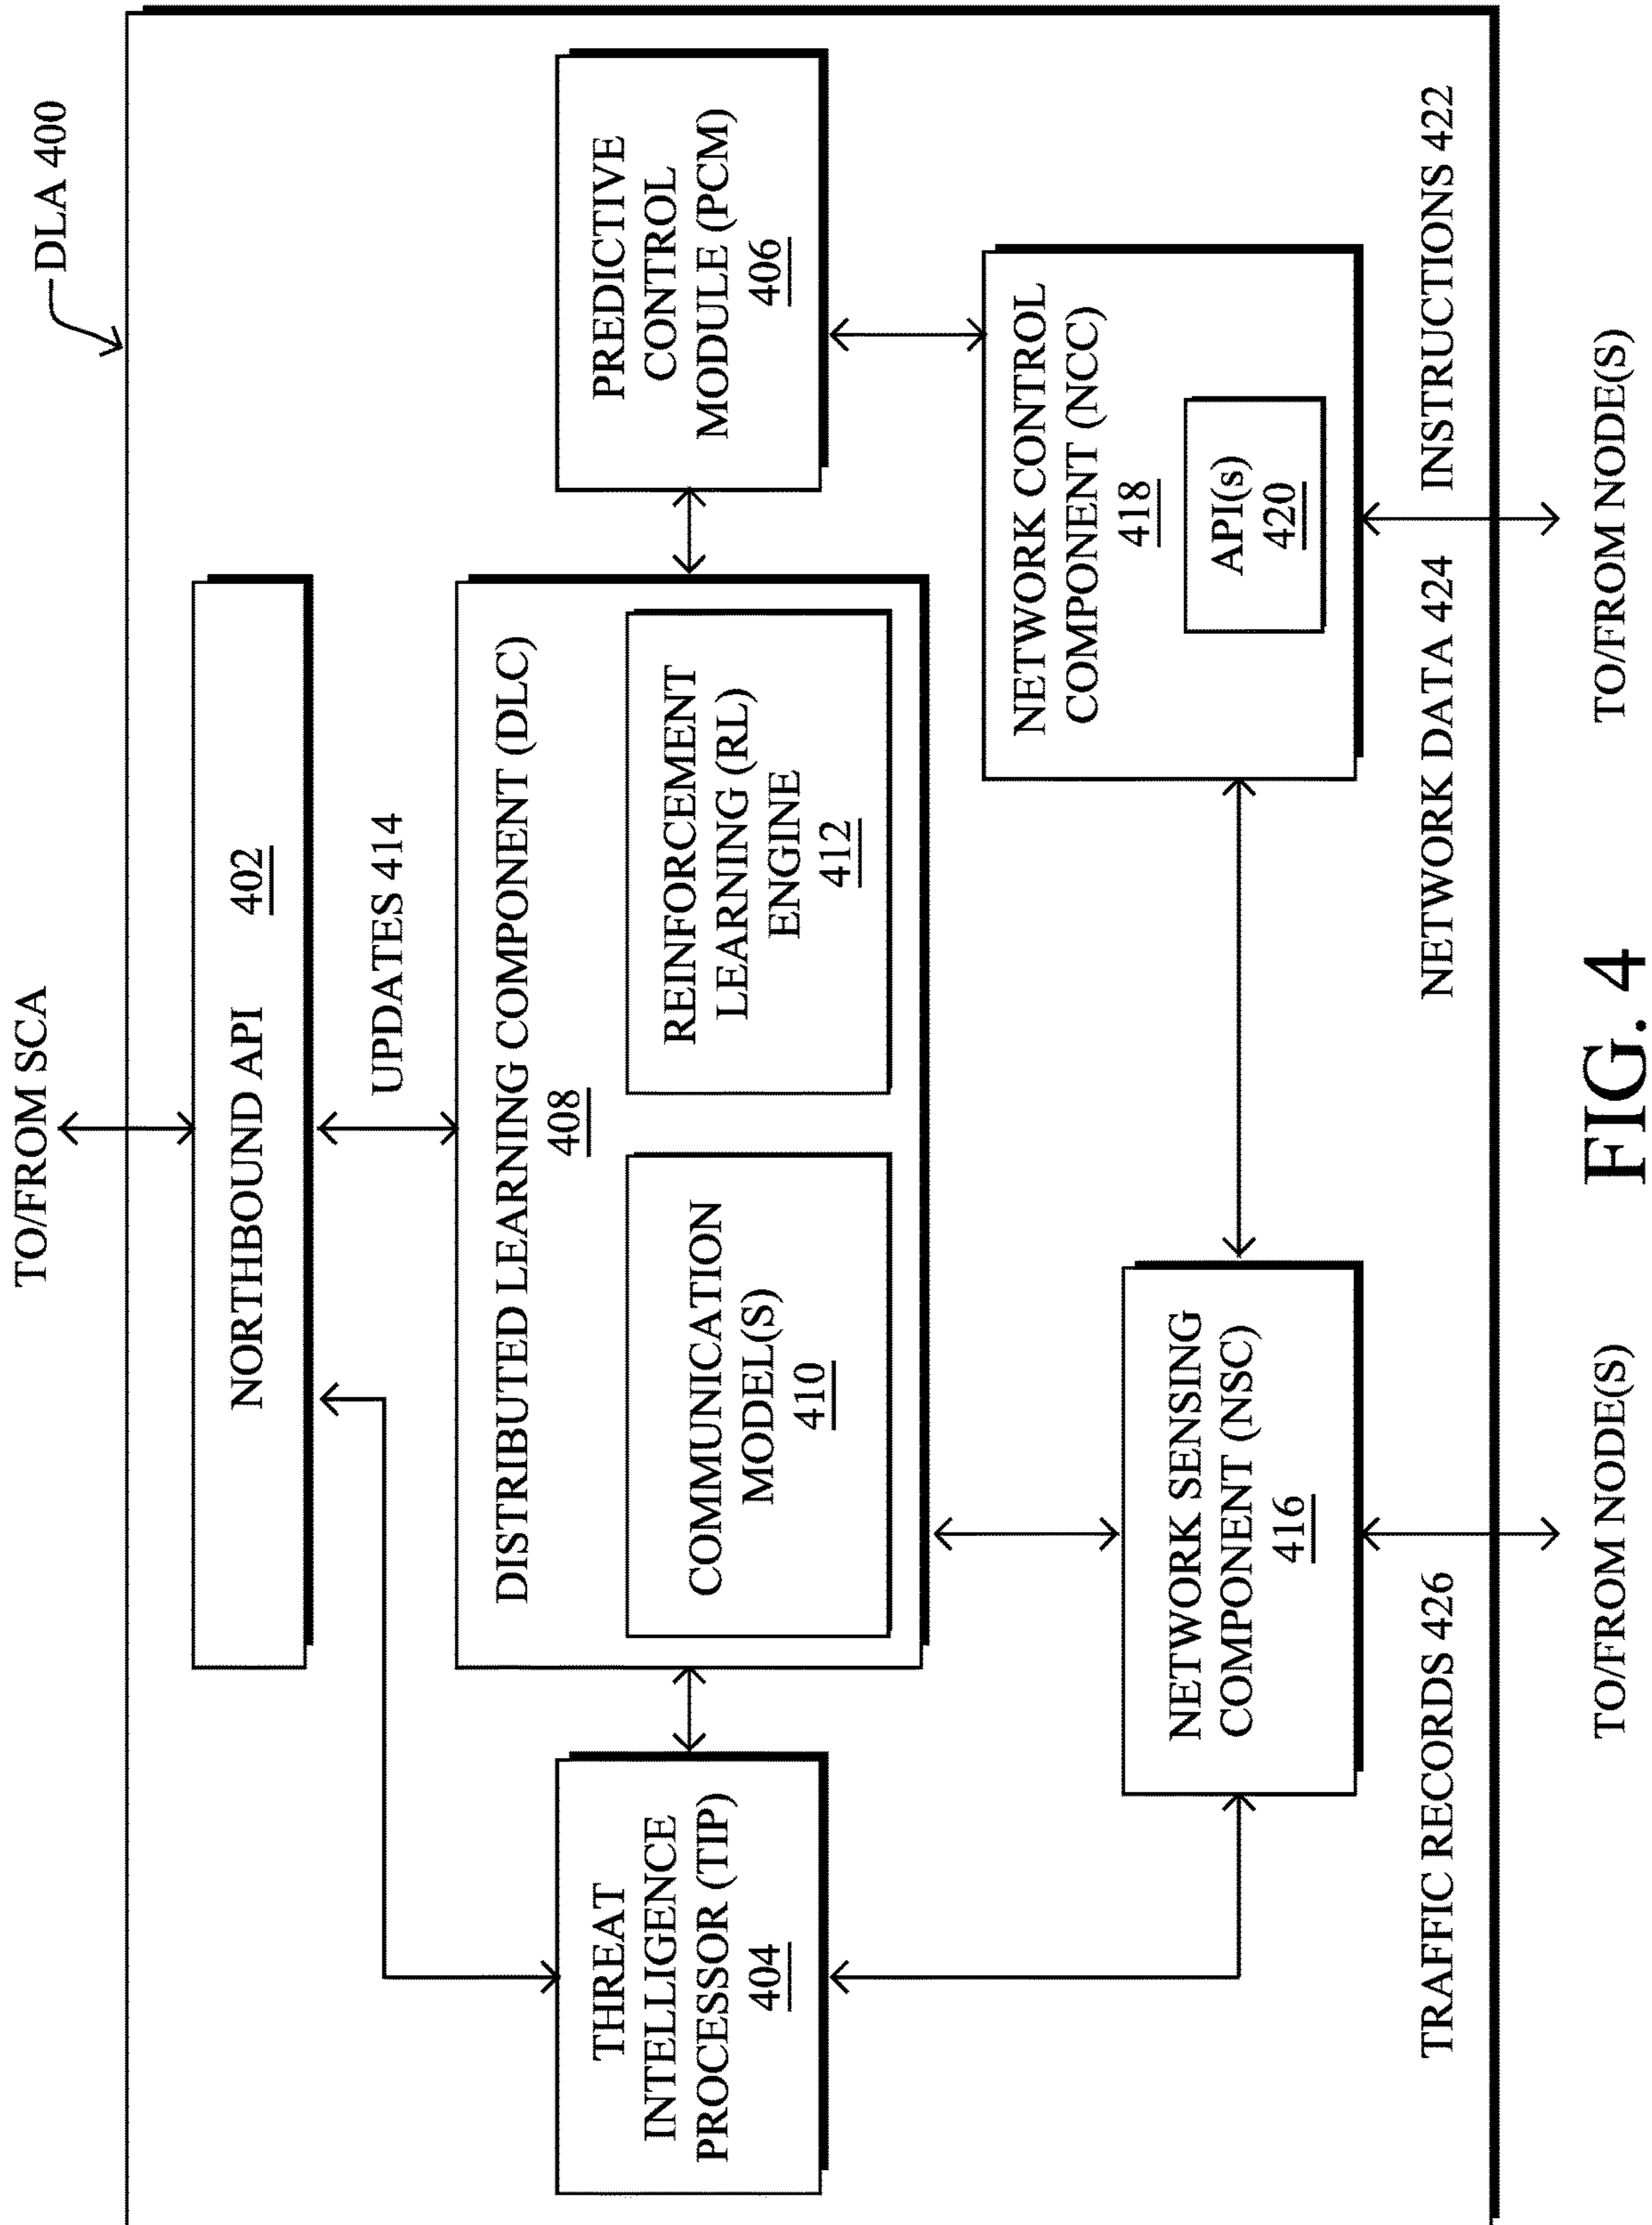 DLA 400
TO/FROM SCA
NORTHBOUND API 402
UPDATES 414
THREAT
INTELLIGENCE
PROCESSOR (TIP)
404
DISTRIBUTED LEARNING COMPONENT (DLC)
408
COMMUNICATION
MODEL(S)
410
REINFORCEMENT
LEARNING (RL)
ENGINE
412
PREDICTIVE
CONTROL
MODULE (PCM)
406
NETWORK SENSING
COMPONENT (NSC)
416
NETWORK CONTROL
COMPONENT (NCC)
418
API(s)
420
TRAFFIC RECORDS 426
NETWORK DATA 424
INSTRUCTIONS 422
TO/FROM NODE(S)
TO/FROM NODE(S)
FIG. 4